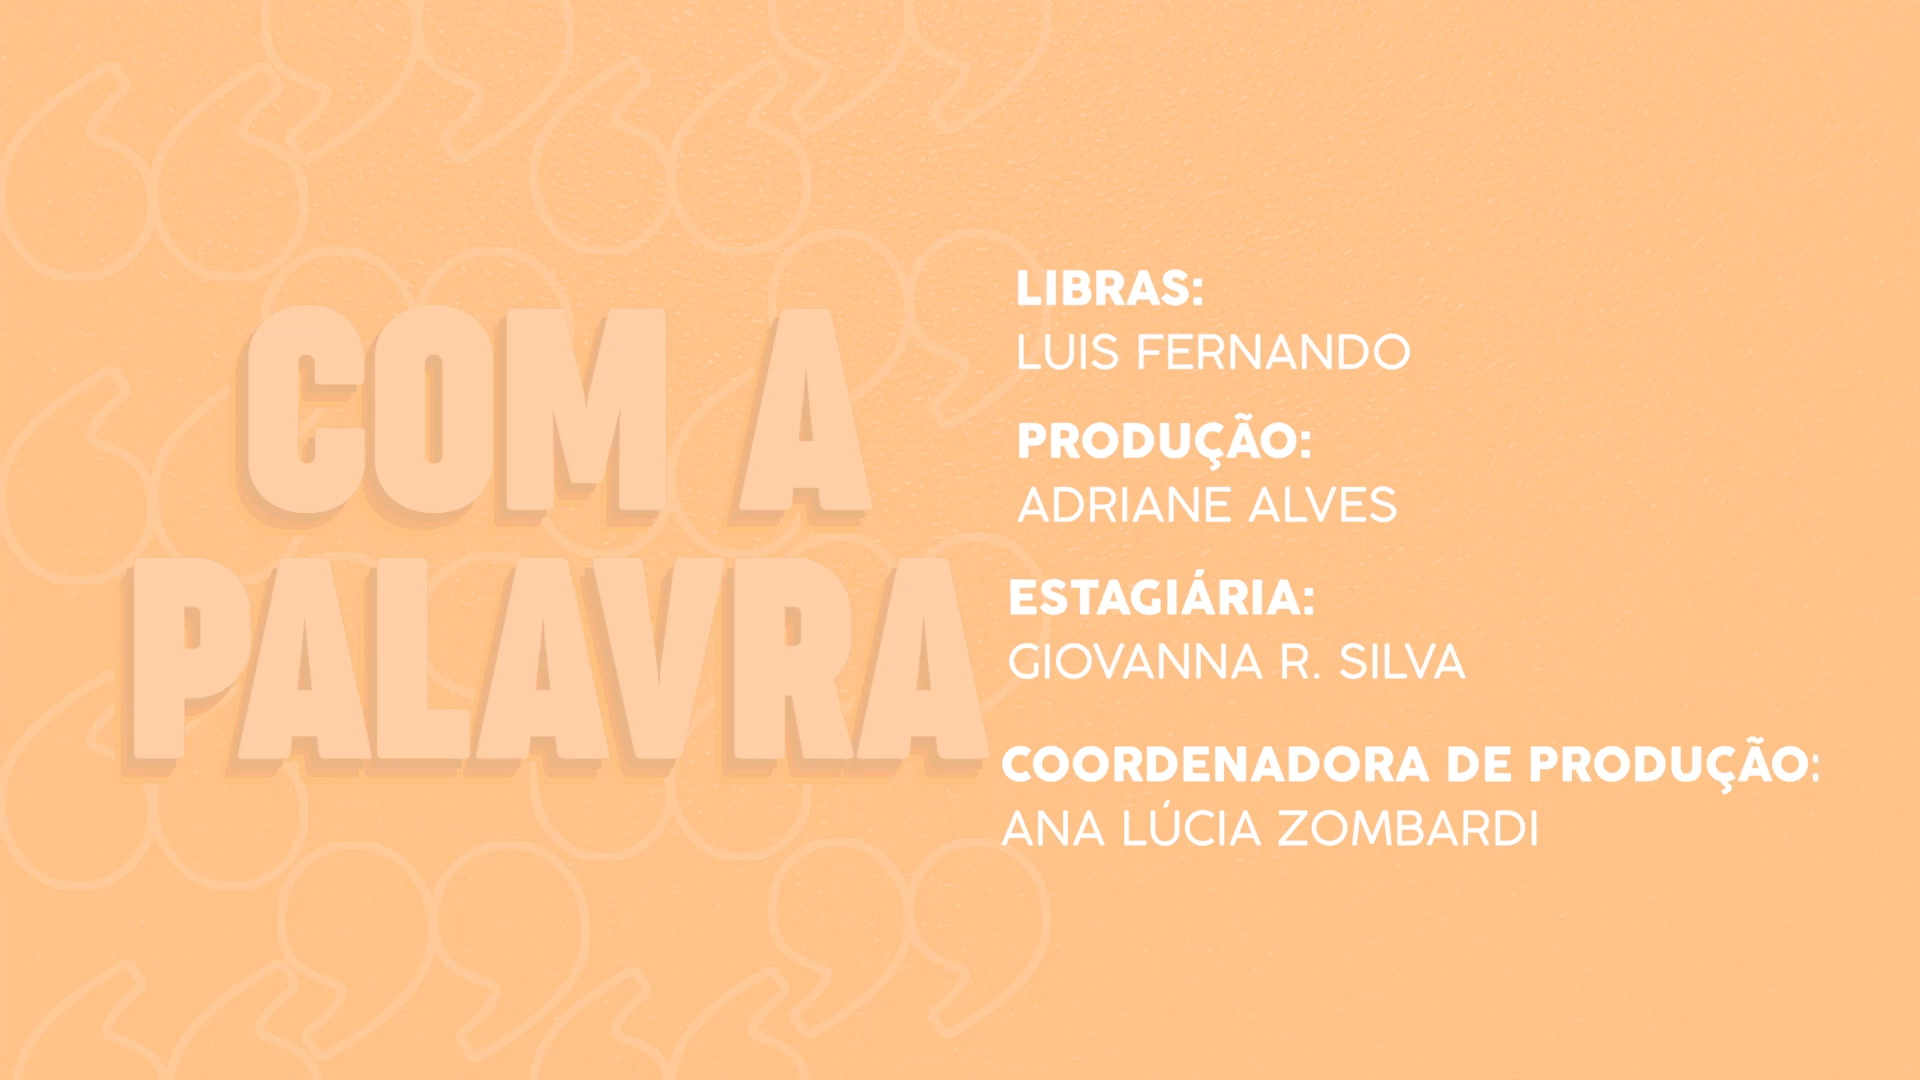 COM A
PALAVRA
LIBRAS:
LUIS FERNANDO
PRODUÇÃO:
ADRIANE ALVES
ESTAGIÁRIA:
GIOVANNA R. SILVA
COORDENADORA DE PRODUÇÃO:
ANA LÚCIA ZOMBARDI